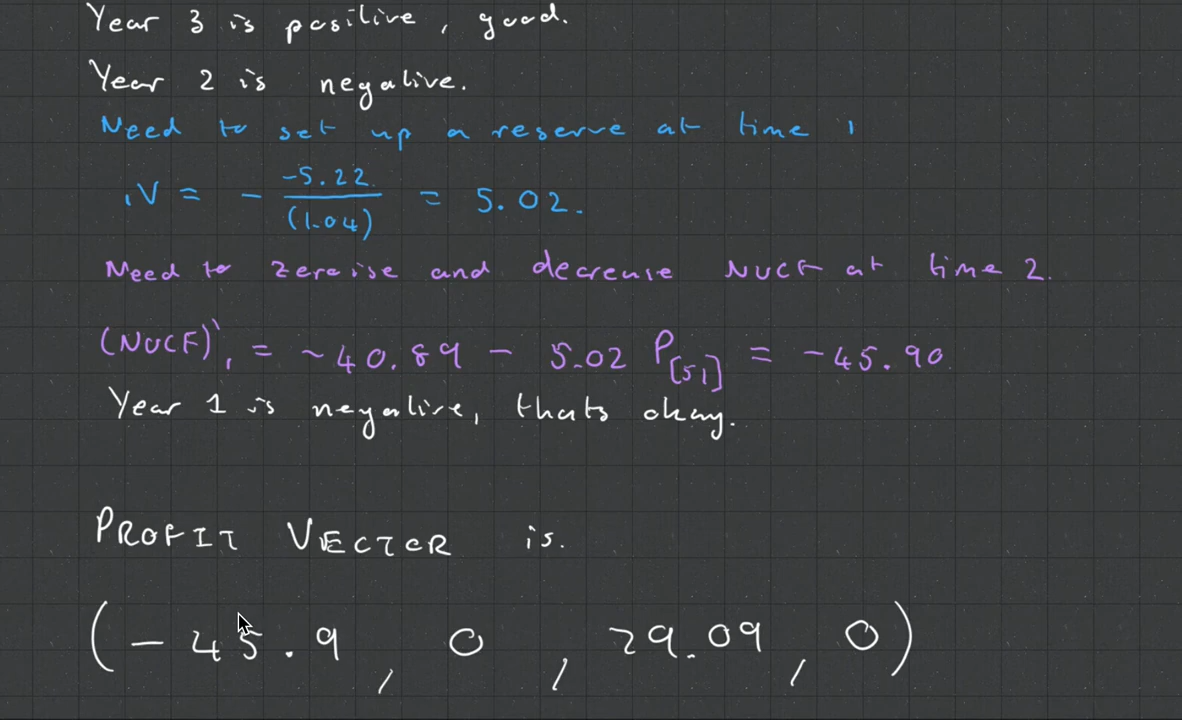 Year 3 is positive, good.
Year 2 is negative.
Need to set up a reserve at time 1
₁V = - -5.22 / (1.04) = 5.02.
Need to zeroise and decrease NUCF at time 2.
(NUCF)'₁ = -40.89 - 5.02 P[51] = -45.90
Year 1 is negative, thats okay.
PROFIT VECTOR is.
(-45.9, 0, 29.09, 0)